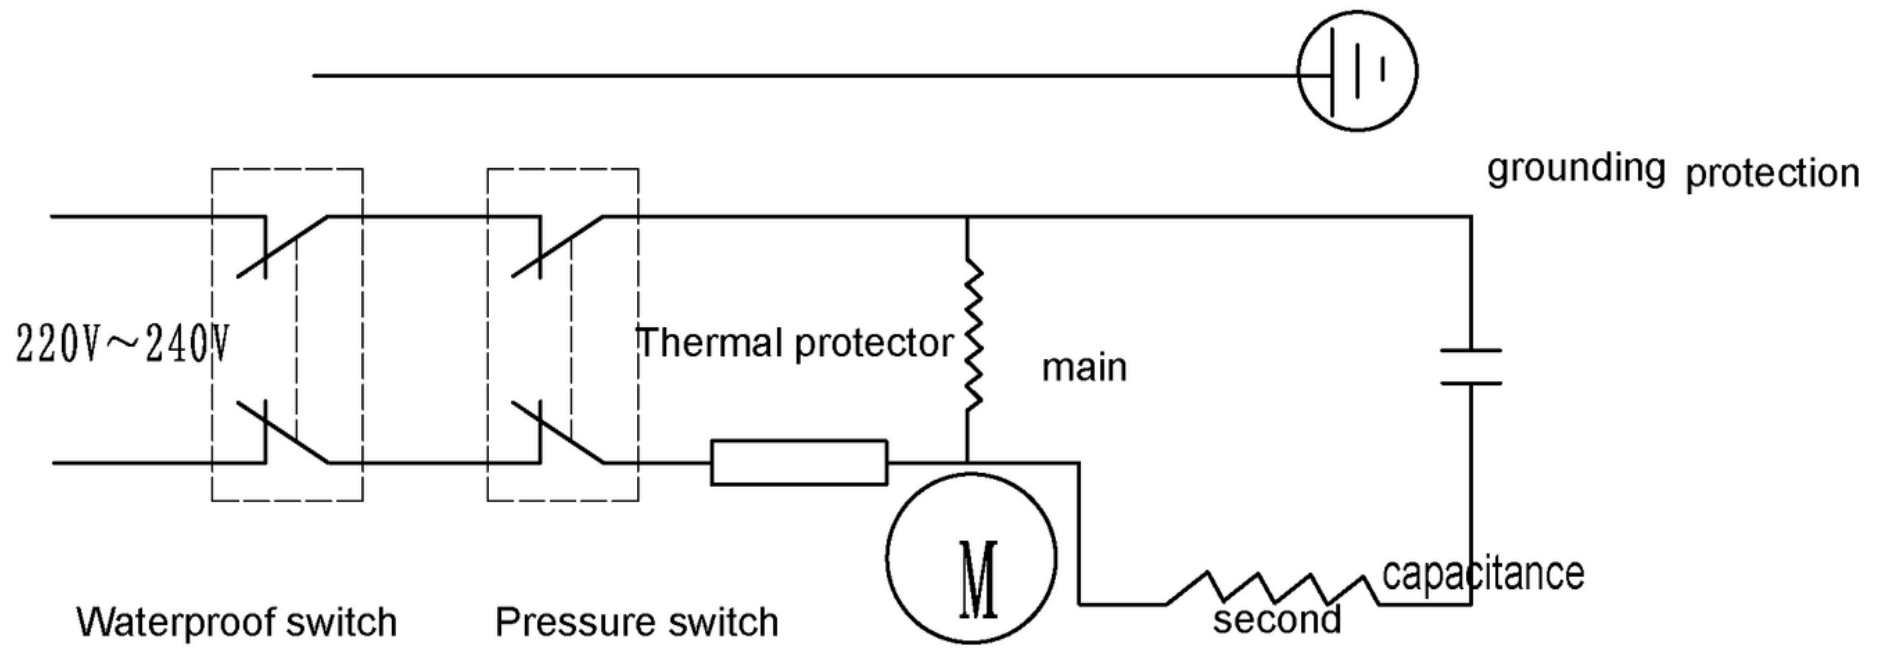 grounding protection
220V～240V
Thermal protector
main
capacitance
second
Waterproof switch
Pressure switch
M